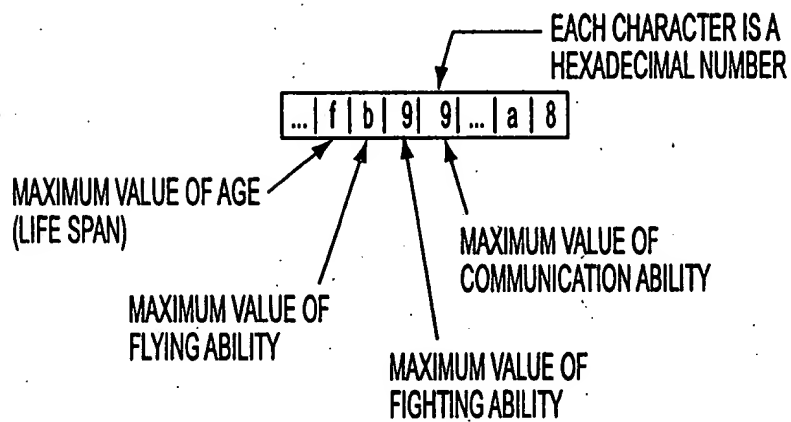 EACH CHARACTER IS A
HEXADECIMAL NUMBER
...| f | b | 9 | 9 |...| a | 8
MAXIMUM VALUE OF AGE
(LIFE SPAN)
MAXIMUM VALUE OF
COMMUNICATION ABILITY
MAXIMUM VALUE OF
FLYING ABILITY
MAXIMUM VALUE OF
FIGHTING ABILITY